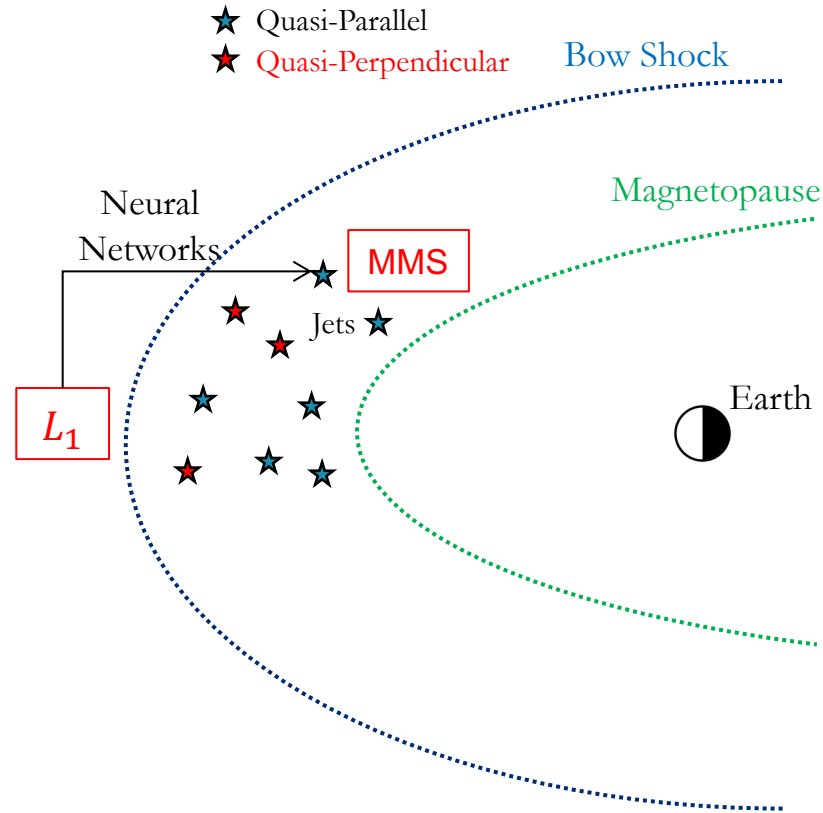 Quasi-Parallel
Quasi-Perpendicular
Bow Shock
Magnetopause
Neural
Networks
MMS
Jets
L₁
Earth